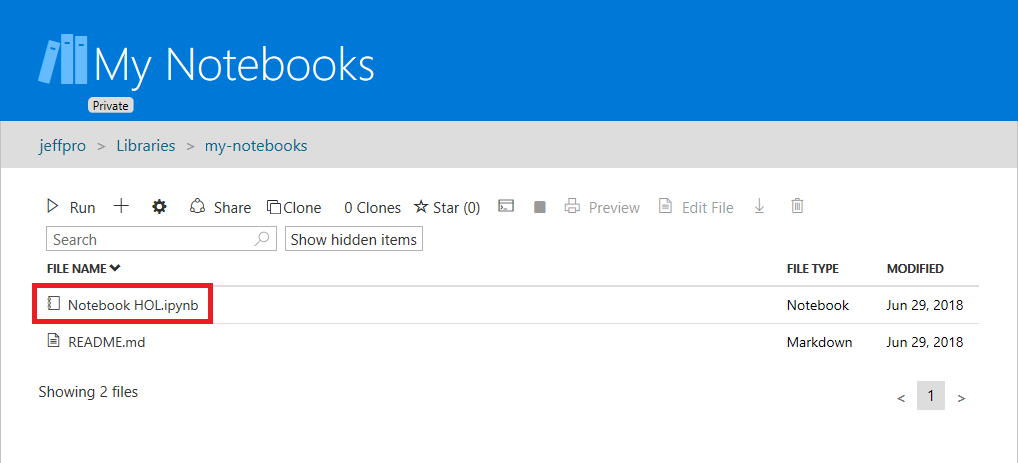 My Notebooks
Private
jeffpro > Libraries > my-notebooks
Run Share Clone 0 Clones Star (0) Preview Edit File
Search Show hidden items
FILE NAME FILE TYPE MODIFIED
Notebook HOL.ipynb Notebook Jun 29, 2018
README.md Markdown Jun 29, 2018
Showing 2 files < 1 >